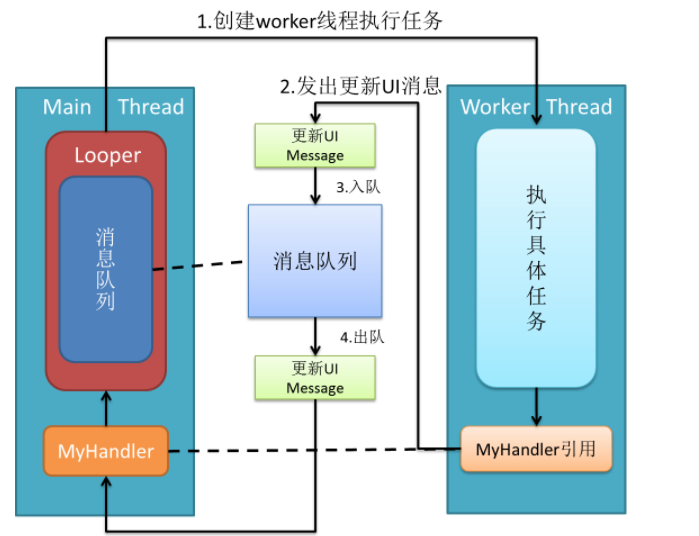 1.创建worker线程执行任务
2.发出更新UI消息
Main Thread
Looper
消息队列
更新UI
Message
3.入队
消息队列
4.出队
更新UI
Message
MyHandler
Worker Thread
执行具体任务
MyHandler引用